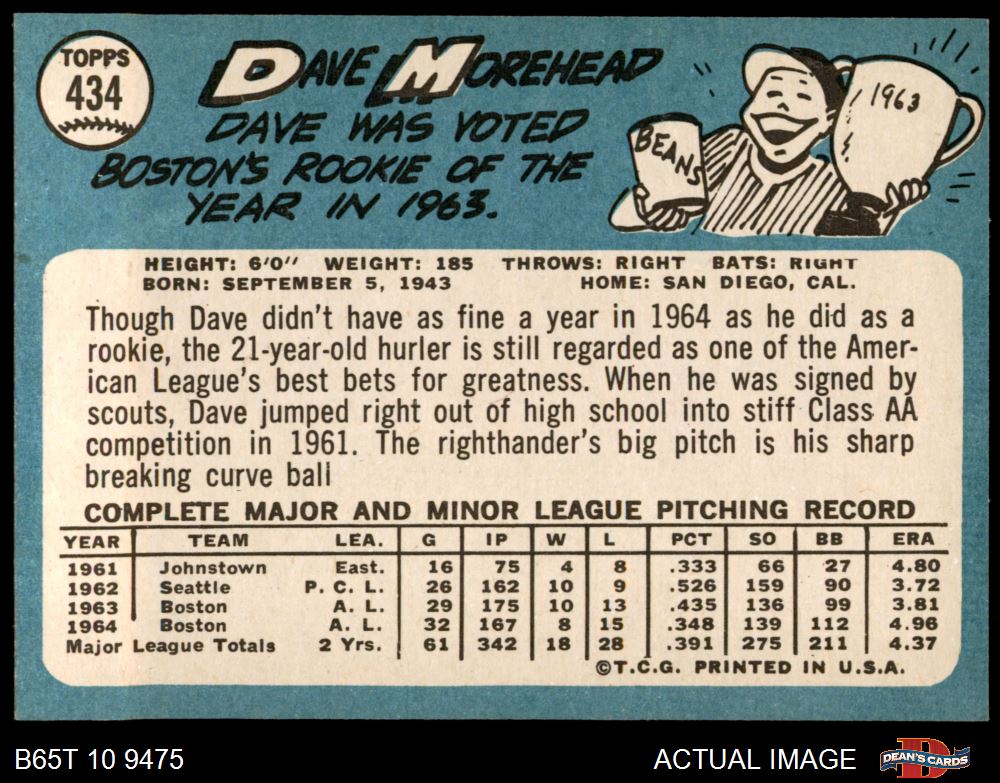 TOPPS
434
DAVE MOREHEAD
DAVE WAS VOTED
BOSTON'S ROOKIE OF THE
YEAR IN 1963.
BEANS
1963
HEIGHT: 6'0" WEIGHT: 185 THROWS: RIGHT BATS: RIGHT
BORN: SEPTEMBER 5, 1943 HOME: SAN DIEGO, CAL.
Though Dave didn't have as fine a year in 1964 as he did as a
rookie, the 21-year-old hurler is still regarded as one of the Amer-
ican League's best bets for greatness. When he was signed by
scouts, Dave jumped right out of high school into stiff Class AA
competition in 1961. The righthander's big pitch is his sharp
breaking curve ball
COMPLETE MAJOR AND MINOR LEAGUE PITCHING RECORD
YEAR TEAM LEA. G IP W L PCT SO BB ERA
1961 Johnstown East. 16 75 4 8 .333 66 27 4.80
1962 Seattle P. C. L. 26 162 10 9 .526 159 90 3.72
1963 Boston A. L. 29 175 10 13 .435 136 99 3.81
1964 Boston A. L. 32 167 8 15 .348 139 112 4.96
Major League Totals 2 Yrs. 61 342 18 28 .391 275 211 4.37
©T.C.G. PRINTED IN U.S.A.
B65T 10 9475 ACTUAL IMAGE DEAN'S CARDS